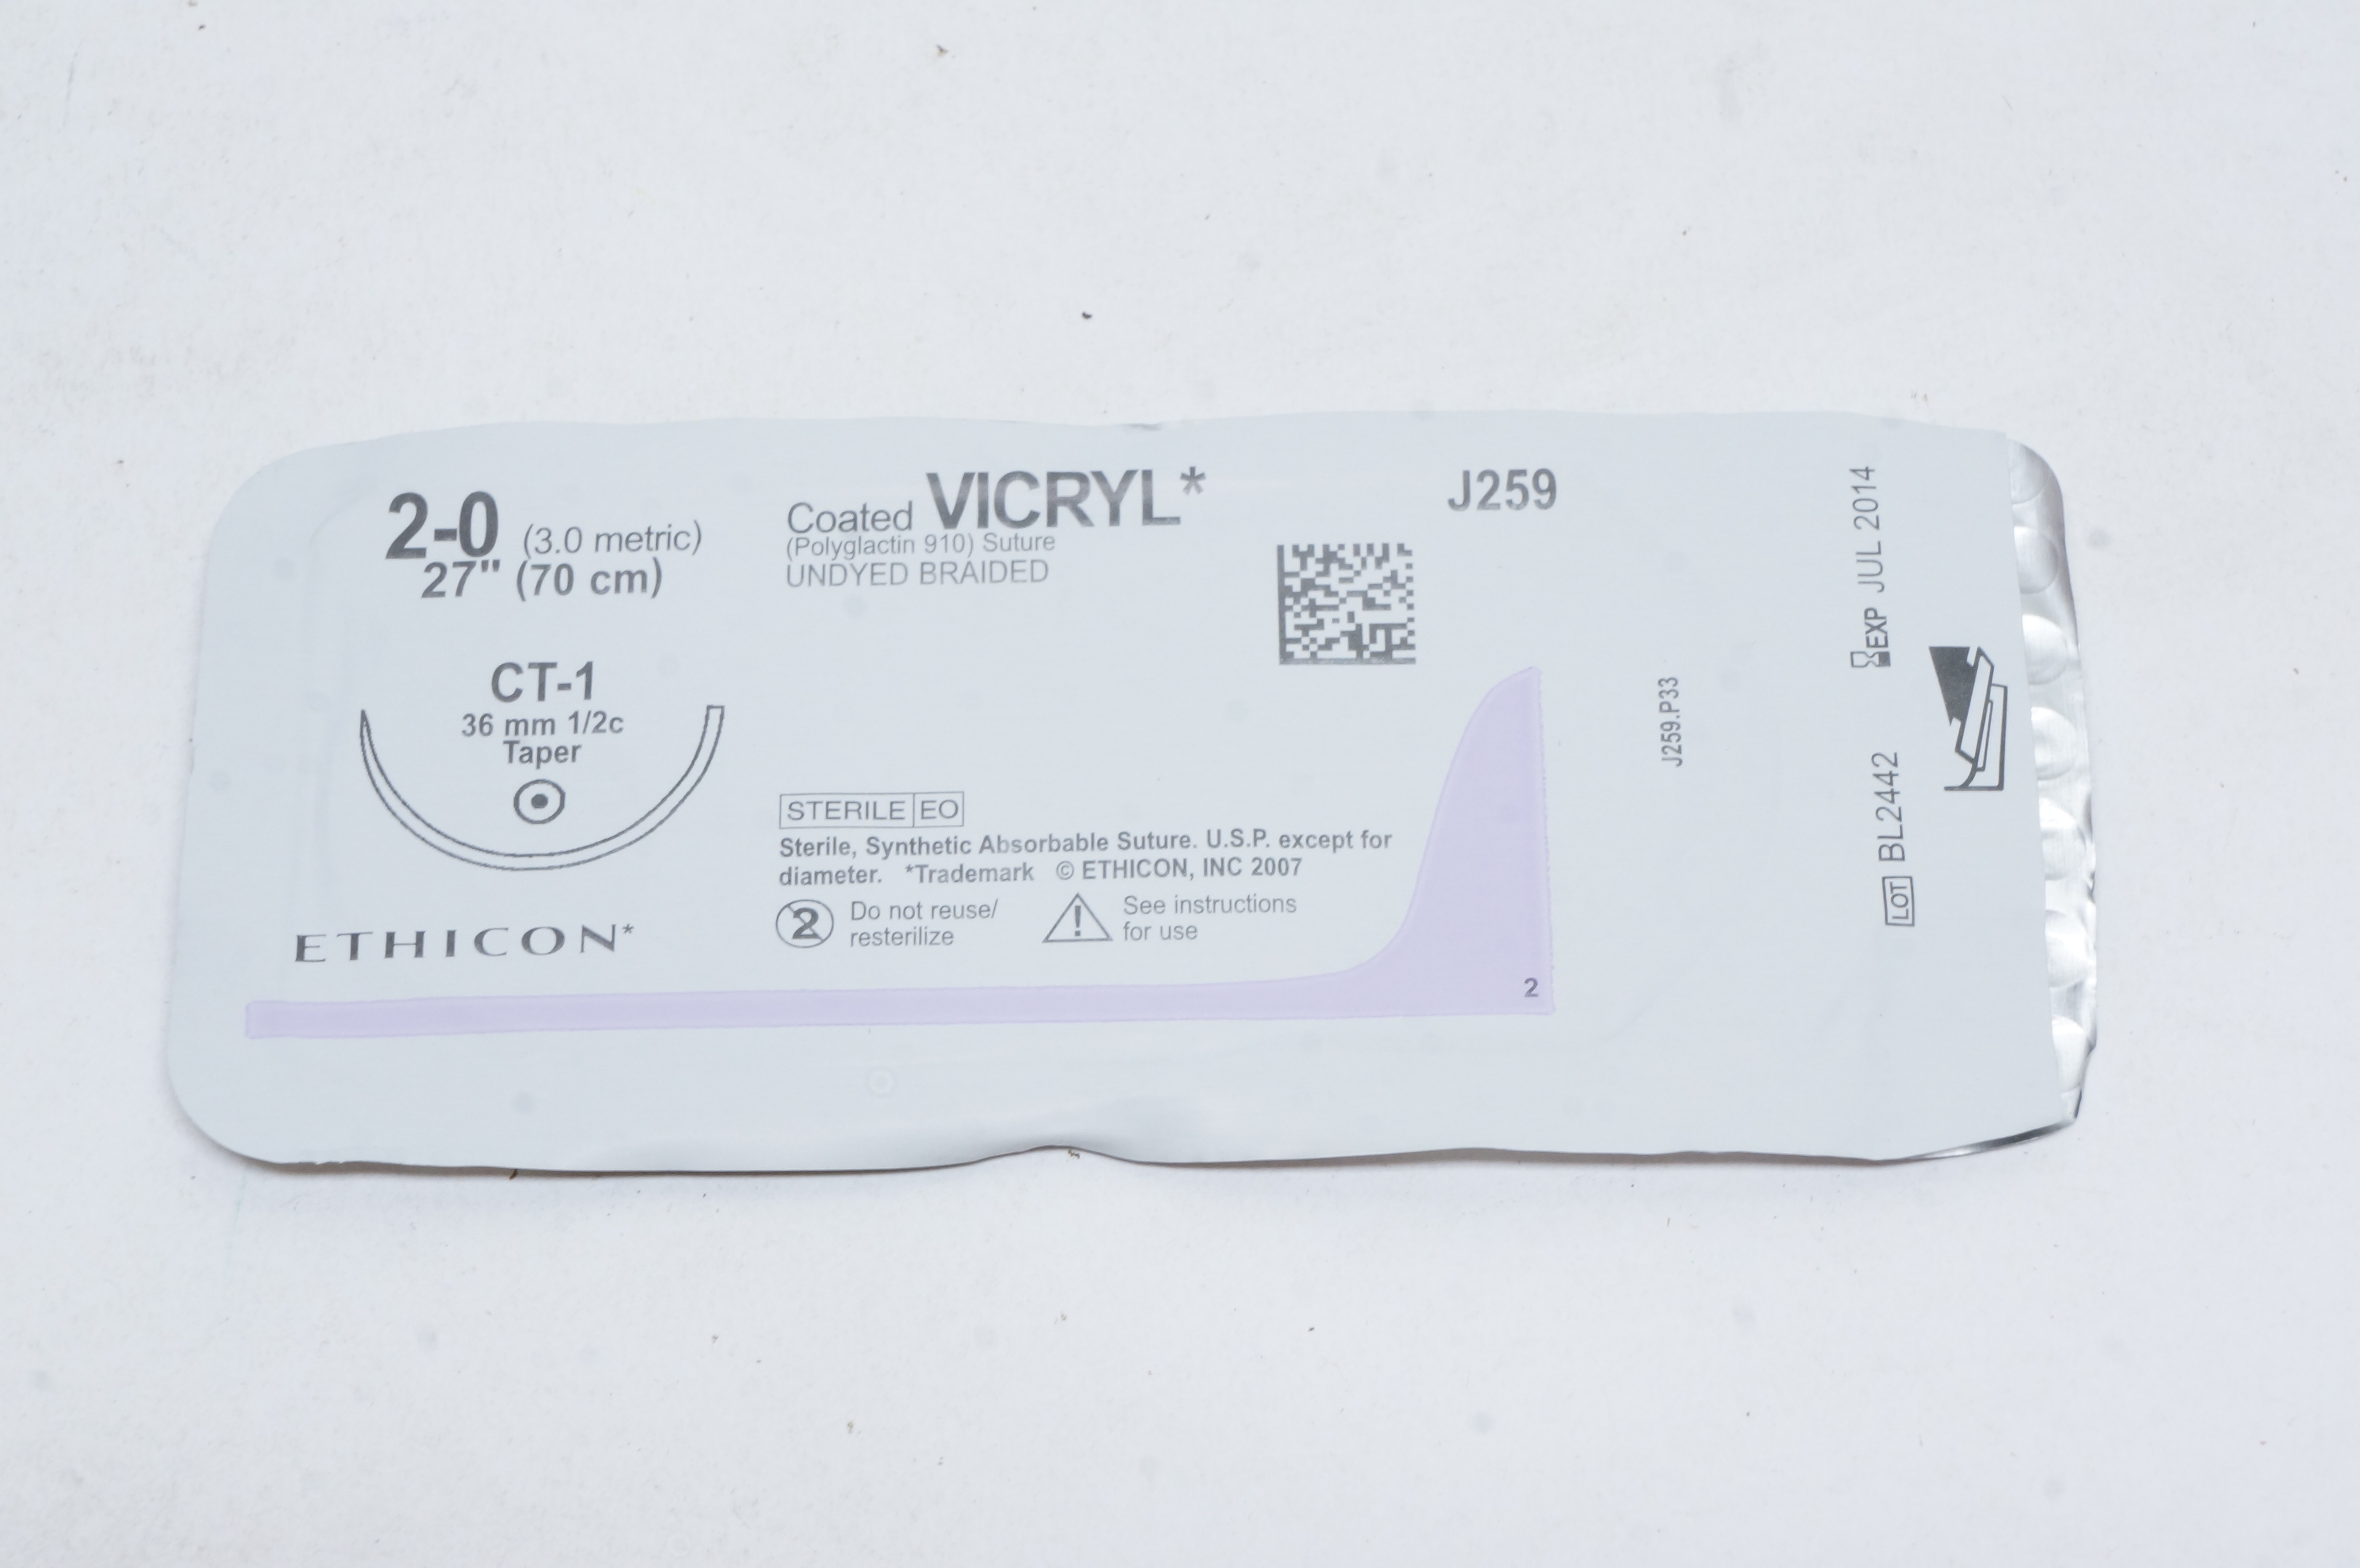 2-0 (3.0 metric)
27" (70 cm)
CT-1
36 mm 1/2c
Taper
ETHICON*
Coated VICRYL*
(Polyglactin 910) Suture
UNDYED BRAIDED
J259
STERILE EO
Sterile, Synthetic Absorbable Suture. U.S.P. except for
diameter. *Trademark © ETHICON, INC 2007
2 Do not reuse/
resterilize
! See instructions
for use
2
J259.P33
EXP JUL 2014
LOT BL2442